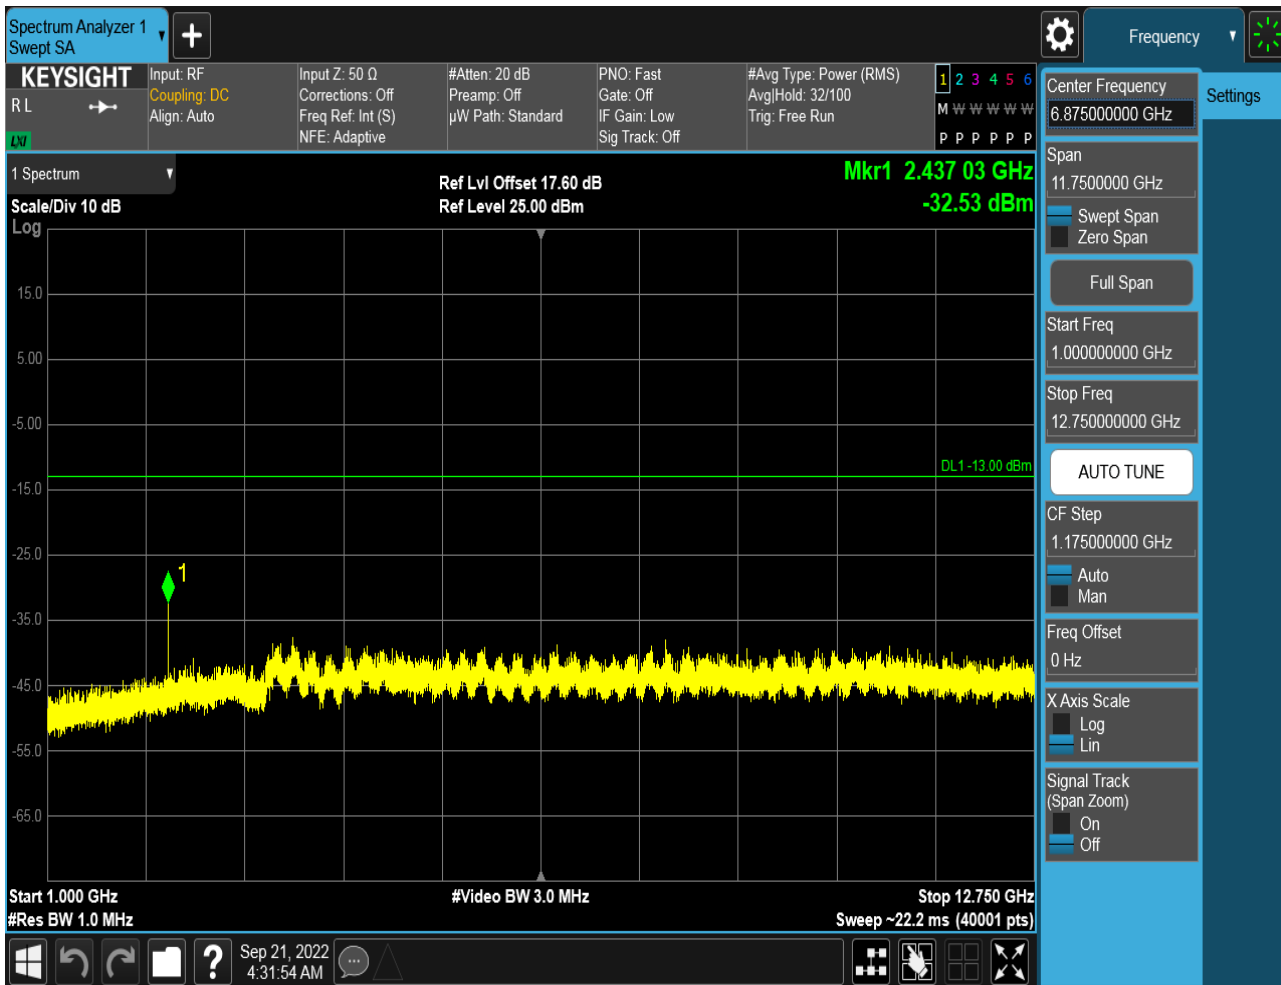 Spectrum Analyzer 1
Swept SA
Frequency
KEYSIGHT
R L
LXI
Input: RF
Coupling: DC
Align: Auto
Input Z: 50 Ω
Corrections: Off
Freq Ref: Int (S)
NFE: Adaptive
#Atten: 20 dB
Preamp: Off
µW Path: Standard
PNO: Fast
Gate: Off
IF Gain: Low
Sig Track: Off
#Avg Type: Power (RMS)
Avg|Hold: 32/100
Trig: Free Run
1 2 3 4 5 6
M W W W W W
P P P P P P
1 Spectrum
Scale/Div 10 dB
Log
Ref Lvl Offset 17.60 dB
Ref Level 25.00 dBm
Mkr1 2.437 03 GHz
-32.53 dBm
15.0
5.00
-5.00
-15.0
-25.0
-35.0
-45.0
-55.0
-65.0
DL1 -13.00 dBm
1
Start 1.000 GHz
#Res BW 1.0 MHz
#Video BW 3.0 MHz
Stop 12.750 GHz
Sweep ~22.2 ms (40001 pts)
Center Frequency
6.875000000 GHz
Span
11.7500000 GHz
Swept Span
Zero Span
Full Span
Start Freq
1.000000000 GHz
Stop Freq
12.750000000 GHz
AUTO TUNE
CF Step
1.175000000 GHz
Auto
Man
Freq Offset
0 Hz
X Axis Scale
Log
Lin
Signal Track
(Span Zoom)
On
Off
Settings
?
Sep 21, 2022
4:31:54 AM